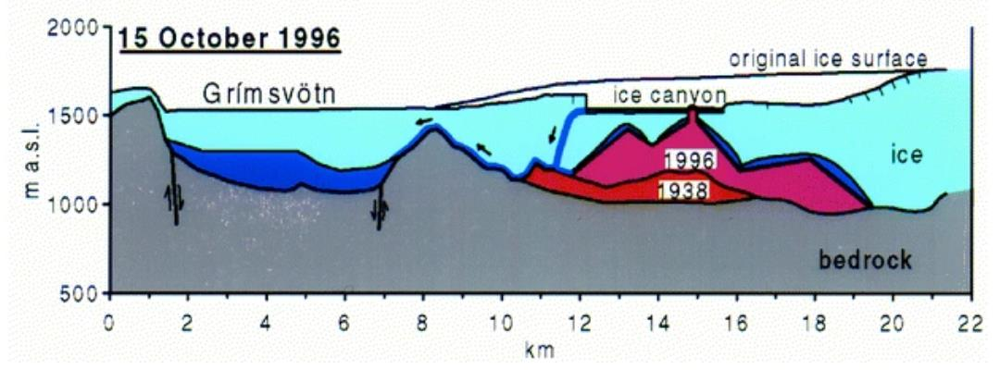 2000
15 October 1996
original ice surface
Grímsvötn
ice canyon
1500
m a.s.l.
ice
1996
1938
1000
bedrock
500
0 2 4 6 8 10 12 14 16 18 20 22
km